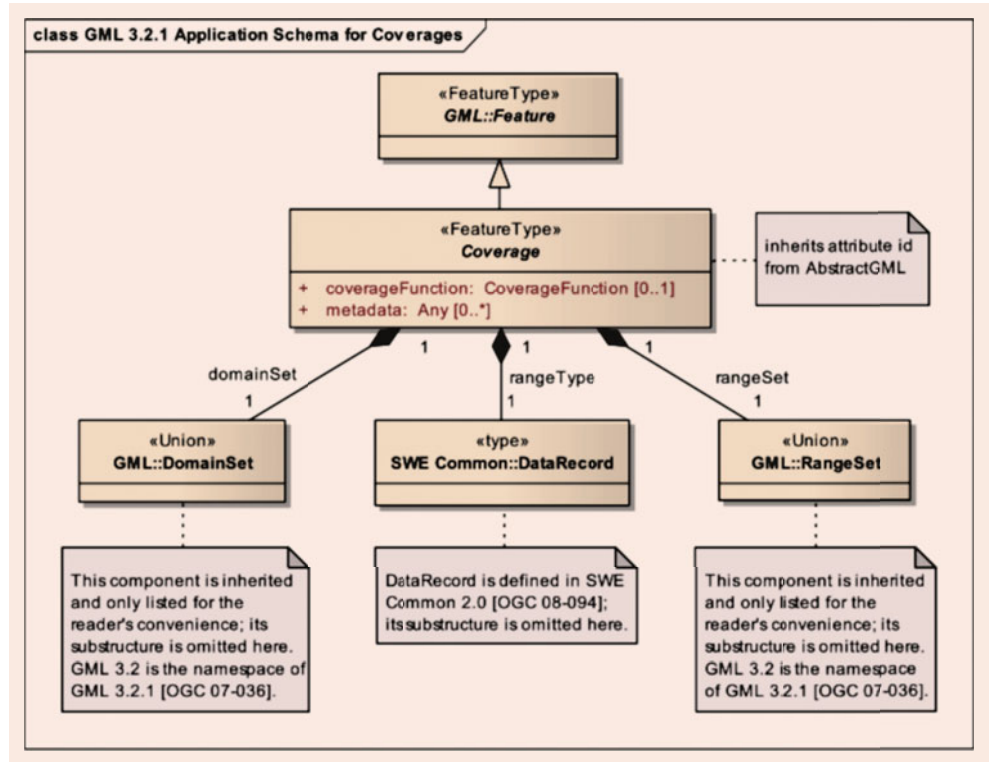 class GML 3.2.1 Application Schema for Coverages
«FeatureType»
GML::Feature
«FeatureType»
Coverage
+ coverageFunction: CoverageFunction [0..1]
+ metadata: Any [0..*]
inherits attribute id
from AbstractGML
1
1
1
domainSet
1
rangeType
1
rangeSet
1
«Union»
GML::DomainSet
«type»
SWE Common::DataRecord
«Union»
GML::RangeSet
This component is inherited
and only listed for the
reader's convenience; its
substructure is omitted here.
GML 3.2 is the namespace of
GML 3.2.1 [OGC 07-036].
DataRecord is defined in SWE
Common 2.0 [OGC 08-094];
its substructure is omitted here.
This component is inherited
and only listed for the
reader's convenience; its
substructure is omitted here.
GML 3.2 is the namespace
of GML 3.2.1 [OGC 07-036].